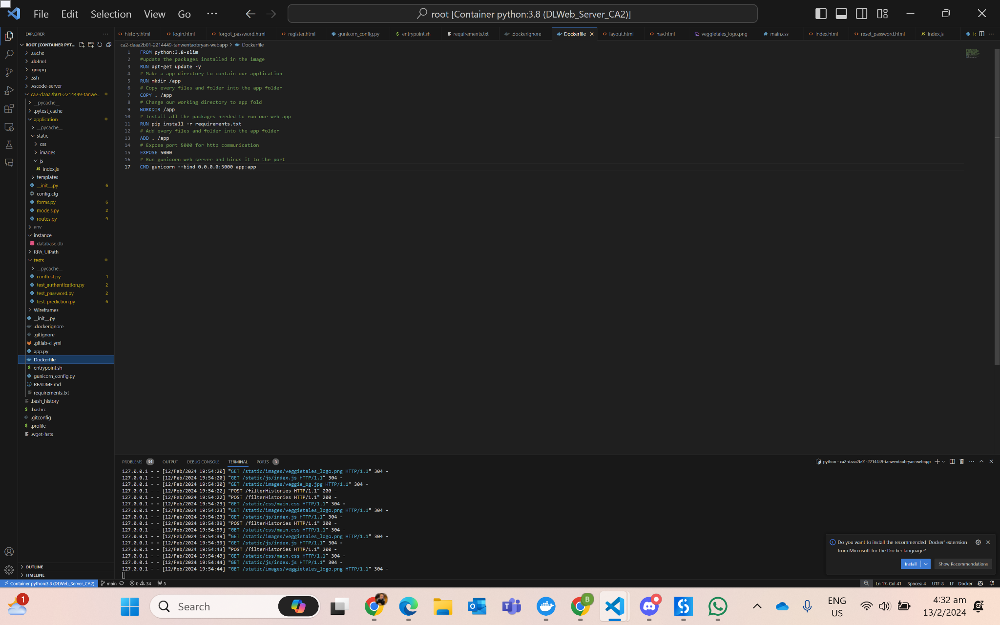 File Edit Selection View Go ···
root [Container python:3.8 (DLWeb_Server_CA2)]
EXPLORER
history.html login.html forgot_password.html register.html gunicorn_config.py entrypoint.sh requirements.txt .dockerignore Dockerfile layout.html nav.html veggietales_logo.png main.css index.html reset_password.html index.js
ROOT [CONTAINER PYT...
ca2-daaa2b01-2214449-tanwentaobryan-webapp > Dockerfile
.cache
.dotnet
.gnupg
.ssh
.vscode-server
ca2-daaa2b01-2214449-tanwe...
__pycache__
.pytest_cache
application
__pycache__
static
css
images
js
JS index.js
templates
__init__.py 6
config.cfg
forms.py 6
models.py 2
routes.py 9
env
instance
database.db
RPA_UIPath
tests
__pycache__
conftest.py 1
test_authentication.py 2
test_password.py 2
test_prediction.py 6
Wireframes
__init__.py
.dockerignore
.gitignore
.gitlab-ci.yml
app.py
Dockerfile
entrypoint.sh
gunicorn_config.py
README.md
requirements.txt
.bash_history
.bashrc
.gitconfig
.profile
.wget-hsts
OUTLINE
TIMELINE
1 FROM python:3.8-slim
2 #update the packages installed in the image
3 RUN apt-get update -y
4 # Make a app directory to contain our application
5 RUN mkdir /app
6 # Copy every files and folder into the app folder
7 COPY . /app
8 # Change our working directory to app fold
9 WORKDIR /app
10 # Install all the packages needed to run our web app
11 RUN pip install -r requirements.txt
12 # Add every files and folder into the app folder
13 ADD . /app
14 # Expose port 5000 for http communication
15 EXPOSE 5000
16 # Run gunicorn web server and binds it to the port
17 CMD gunicorn --bind 0.0.0.0:5000 app:app
PROBLEMS 34 OUTPUT DEBUG CONSOLE TERMINAL PORTS 5
python - ca2-daaa2b01-2214449-tanwentaobryan-webapp
127.0.0.1 - - [12/Feb/2024 19:54:20] "GET /static/images/veggietales_logo.png HTTP/1.1" 304 -
127.0.0.1 - - [12/Feb/2024 19:54:20] "GET /static/js/index.js HTTP/1.1" 304 -
127.0.0.1 - - [12/Feb/2024 19:54:20] "GET /static/images/veggie_bg.jpg HTTP/1.1" 304 -
127.0.0.1 - - [12/Feb/2024 19:54:22] "POST /filterHistories HTTP/1.1" 200 -
127.0.0.1 - - [12/Feb/2024 19:54:22] "POST /filterHistories HTTP/1.1" 200 -
127.0.0.1 - - [12/Feb/2024 19:54:23] "GET /static/css/main.css HTTP/1.1" 304 -
127.0.0.1 - - [12/Feb/2024 19:54:23] "GET /static/images/veggietales_logo.png HTTP/1.1" 304 -
127.0.0.1 - - [12/Feb/2024 19:54:23] "GET /static/js/index.js HTTP/1.1" 304 -
127.0.0.1 - - [12/Feb/2024 19:54:39] "POST /filterHistories HTTP/1.1" 200 -
127.0.0.1 - - [12/Feb/2024 19:54:39] "GET /static/css/main.css HTTP/1.1" 304 -
127.0.0.1 - - [12/Feb/2024 19:54:39] "GET /static/images/veggietales_logo.png HTTP/1.1" 304 -
127.0.0.1 - - [12/Feb/2024 19:54:39] "GET /static/js/index.js HTTP/1.1" 304 -
127.0.0.1 - - [12/Feb/2024 19:54:43] "POST /filterHistories HTTP/1.1" 200 -
127.0.0.1 - - [12/Feb/2024 19:54:43] "GET /static/css/main.css HTTP/1.1" 304 -
127.0.0.1 - - [12/Feb/2024 19:54:44] "GET /static/js/index.js HTTP/1.1" 304 -
127.0.0.1 - - [12/Feb/2024 19:54:44] "GET /static/images/veggietales_logo.png HTTP/1.1" 304 -
Do you want to install the recommended 'Docker' extension
from Microsoft for the Docker language?
Install Show Recommendations
Container python:3.8 (DLWeb_Server_CA2) main 0 34 5
Ln 17, Col 41 Spaces: 4 UTF-8 LF Docker
1 Search
ENG
US
4:32 am
13/2/2024